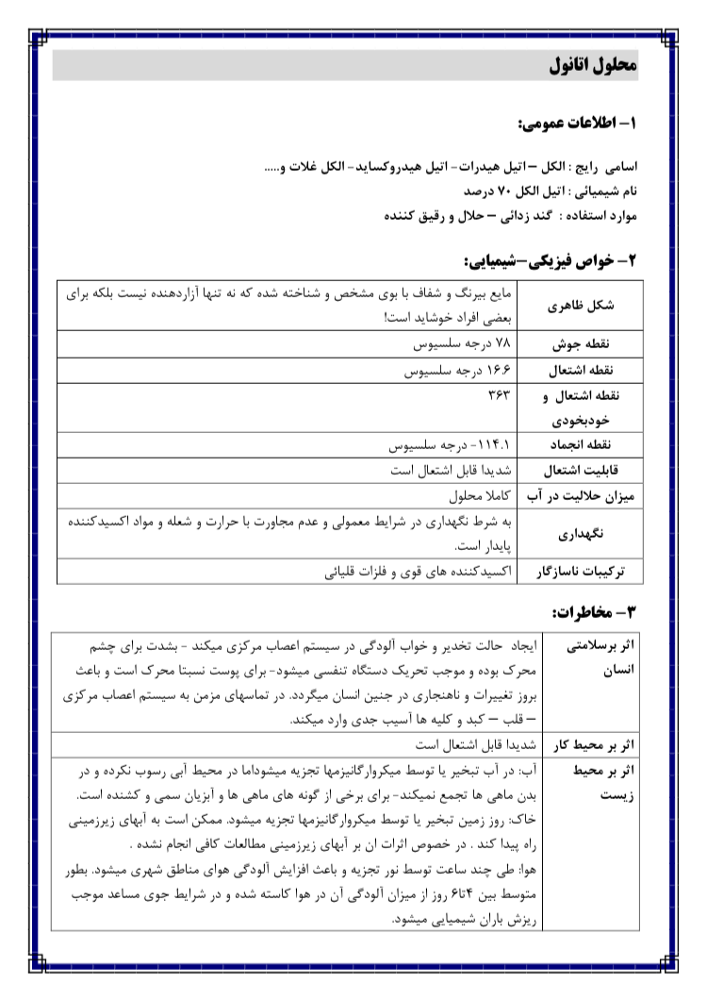 محلول اتانول
۱- اطلاعات عمومی:
اسامی رایج : الکل – اتیل هیدرات- اتیل هیدروکساید- الکل غلات و.....
نام شیمیائی : اتیل الکل ۷۰ درصد
موارد استفاده : گند زدائی – حلال و رقیق کننده
۲- خواص فیزیکی-شیمیایی:
شکل ظاهری
مایع بیرنگ و شفاف با بوی مشخص و شناخته شده که نه تنها آزاردهنده نیست بلکه برای
بعضی افراد خوشاید است!
نقطه جوش
۷۸ درجه سلسیوس
نقطه اشتعال
۱۶.۶ درجه سلسیوس
نقطه اشتعال و
خودبخودی
۳۶۳
نقطه انجماد
۱۱۴.۱- درجه سلسیوس
قابلیت اشتعال
شدیدا قابل اشتعال است
میزان حلالیت در آب
کاملا محلول
نگهداری
به شرط نگهداری در شرایط معمولی و عدم مجاورت با حرارت و شعله و مواد اکسیدکننده
پایدار است.
ترکیبات ناسازگار
اکسیدکننده های قوی و فلزات قلیائی
۳- مخاطرات:
اثر برسلامتی
انسان
ایجاد حالت تخدیر و خواب آلودگی در سیستم اعصاب مرکزی میکند - بشدت برای چشم
محرک بوده و موجب تحریک دستگاه تنفسی میشود- برای پوست نسبتا محرک است و باعث
بروز تغییرات و ناهنجاری در جنین انسان میگردد. در تماسهای مزمن به سیستم اعصاب مرکزی
– قلب – کبد و کلیه ها آسیب جدی وارد میکند.
اثر بر محیط کار
شدیدا قابل اشتعال است
اثر بر محیط
زیست
آب: در آب تبخیر یا توسط میکروارگانیزمها تجزیه میشوداما در محیط آبی رسوب نکرده و در
بدن ماهی ها تجمع نمیکند- برای برخی از گونه های ماهی ها و آبزیان سمی و کشنده است.
خاک: روز زمین تبخیر یا توسط میکروارگانیزمها تجزیه میشود. ممکن است به آبهای زیرزمینی
راه پیدا کند . در خصوص اثرات ان بر آبهای زیرزمینی مطالعات کافی انجام نشده .
هوا: طی چند ساعت توسط نور تجزیه و باعث افزایش آلودگی هوای مناطق شهری میشود. بطور
متوسط بین ۴تا۶ روز از میزان آلودگی آن در هوا کاسته شده و در شرایط جوی مساعد موجب
ریزش باران شیمیایی میشود.